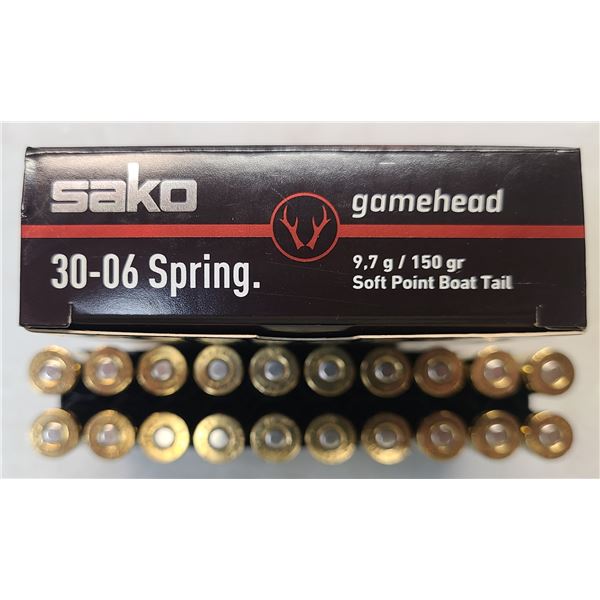 sako
gamehead
30-06 Spring.
9,7 g / 150 gr
Soft Point Boat Tail